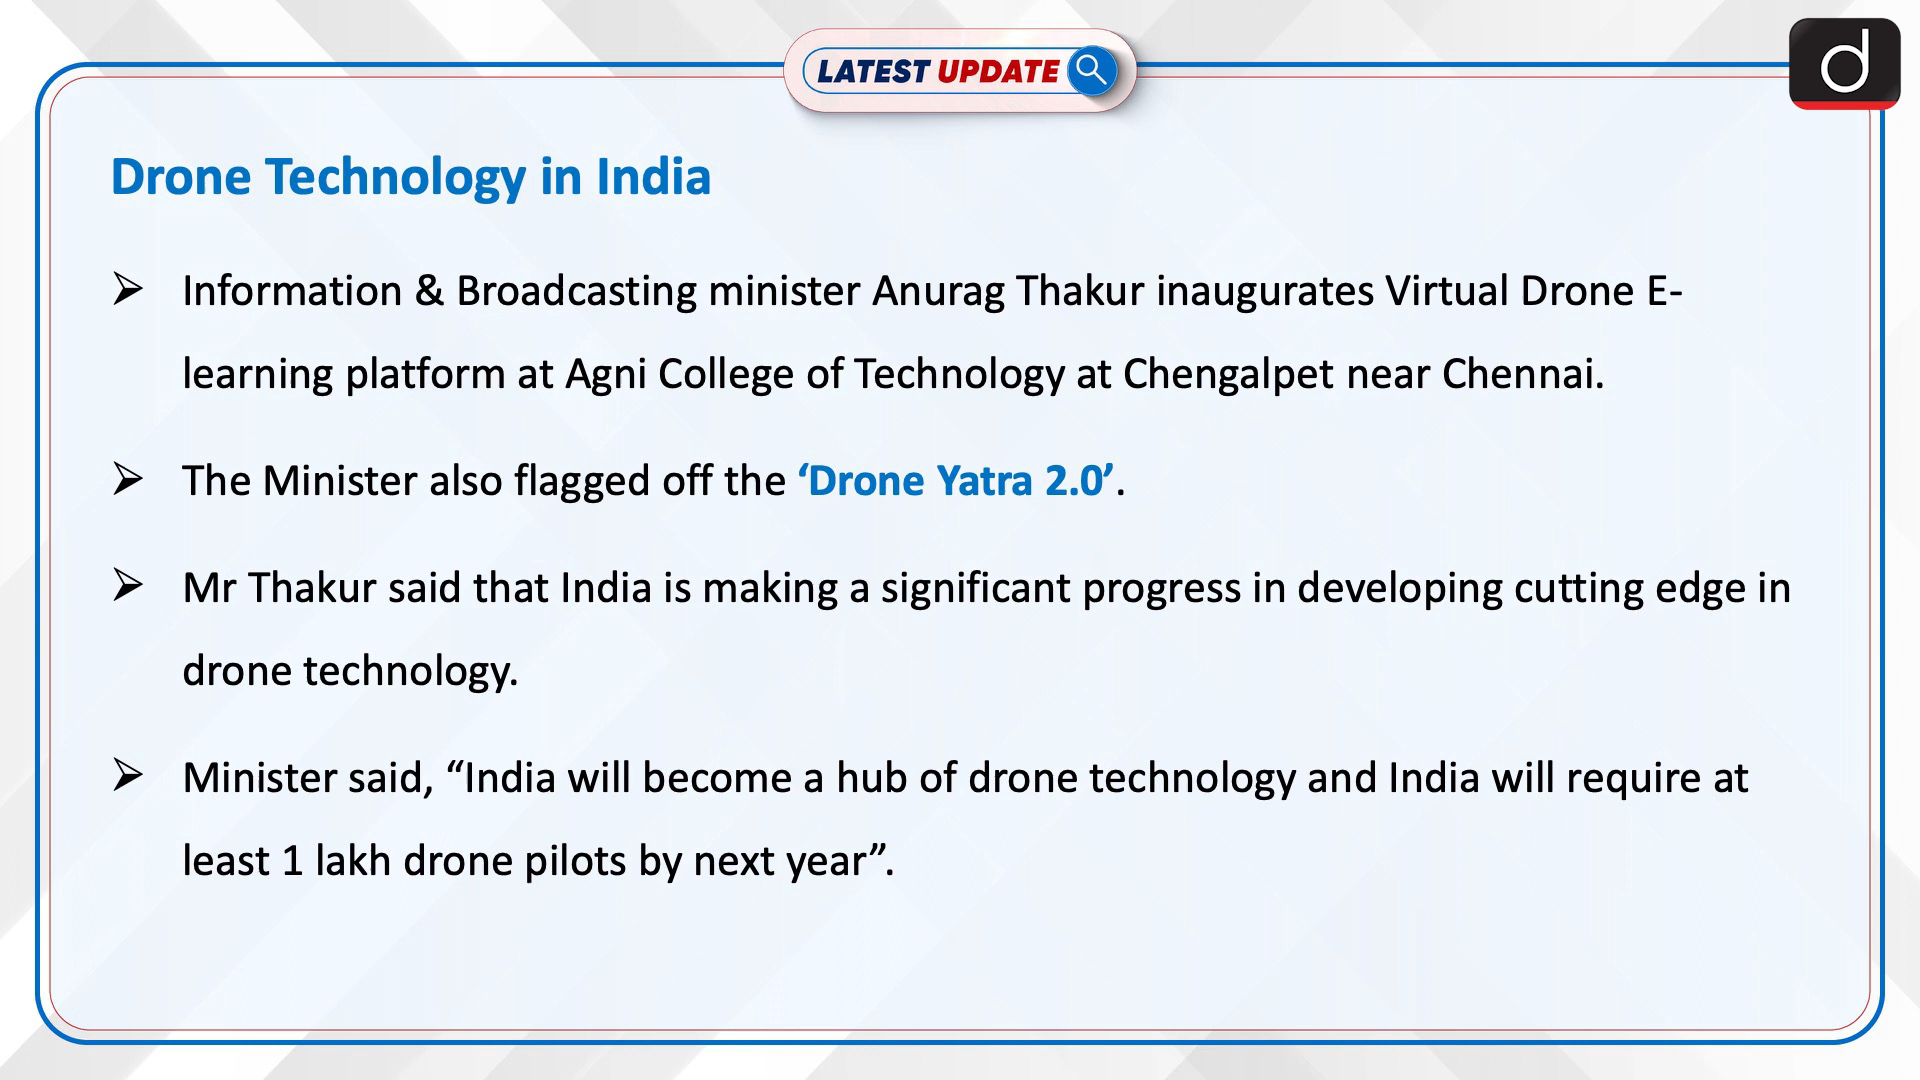 LATEST UPDATE
d
Drone Technology in India
➢ Information & Broadcasting minister Anurag Thakur inaugurates Virtual Drone E-
learning platform at Agni College of Technology at Chengalpet near Chennai.
➢ The Minister also flagged off the ‘Drone Yatra 2.0’.
➢ Mr Thakur said that India is making a significant progress in developing cutting edge in
drone technology.
➢ Minister said, “India will become a hub of drone technology and India will require at
least 1 lakh drone pilots by next year”.